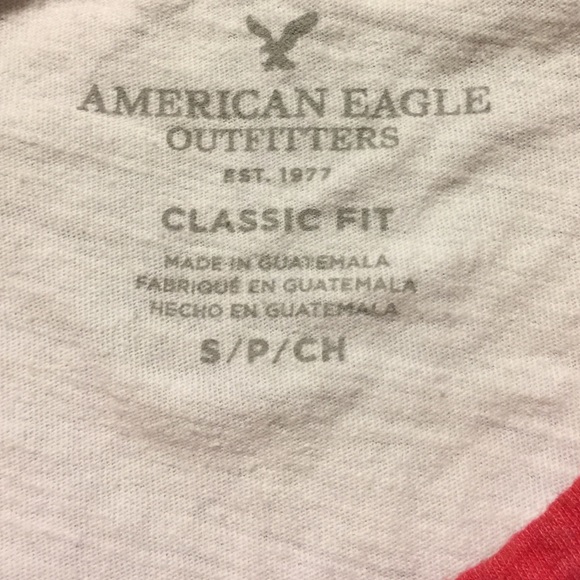 AMERICAN EAGLE
OUTFITTERS
EST. 1977
CLASSIC FIT
MADE IN GUATEMALA
FABRIQUÉ EN GUATEMALA
HECHO EN GUATEMALA
S/P/CH